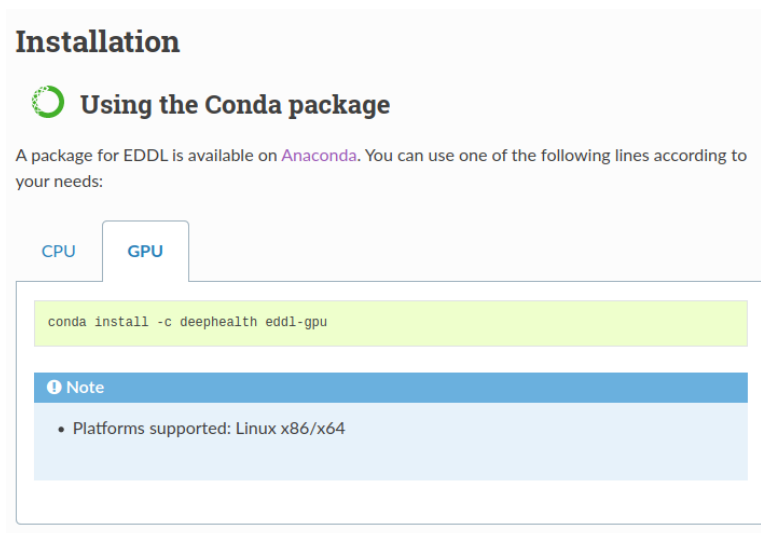 Installation
Using the Conda package
A package for EDDL is available on Anaconda. You can use one of the following lines according to
your needs:
CPU GPU
conda install -c deephealth eddl-gpu
Note
• Platforms supported: Linux x86/x64